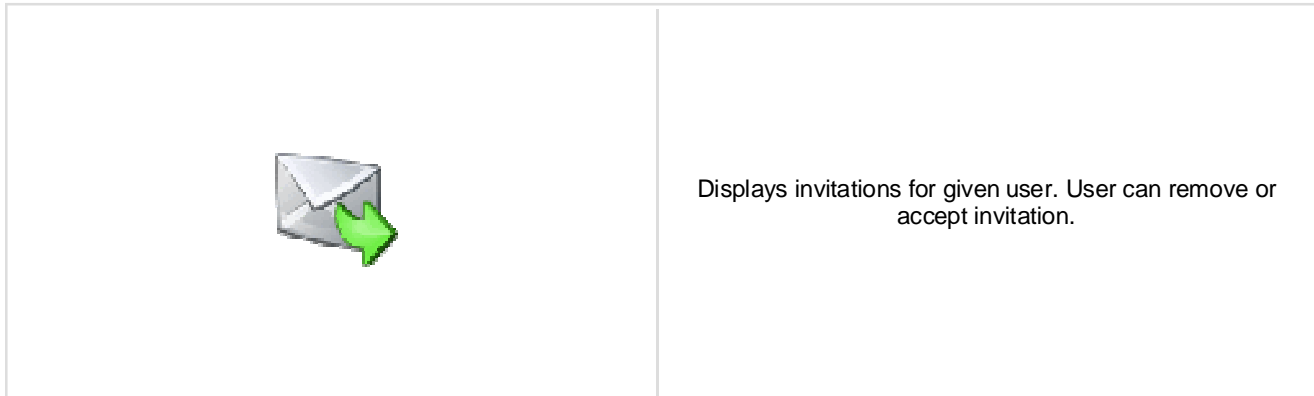 Displays invitations for given user. User can remove or
accept invitation.